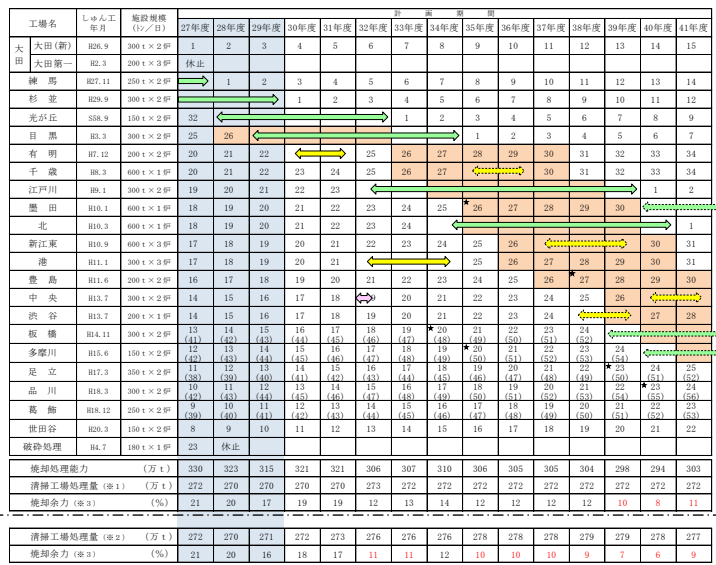 工場名 しゅん工年月 施設規模(トン／日) 計画期間
27年度 28年度 29年度 30年度 31年度 32年度 33年度 34年度 35年度 36年度 37年度 38年度 39年度 40年度 41年度
大田 大田(新) H26.9 300t×2炉 1 2 3 4 5 6 7 8 9 10 11 12 13 14 15
大田第一 H2.3 200t×3炉 休止
練馬 H27.11 250t×2炉 1 2 3 4 5 6 7 8 9 10 11 12 13 14
杉並 H29.9 300t×2炉 1 2 3 4 5 6 7 8 9 10 11 12
光が丘 S58.9 150t×2炉 32 1 2 3 4 5 6 7 8 9
目黒 H3.3 300t×2炉 25 26 1 2 3 4 5 6 7
有明 H7.12 200t×2炉 20 21 22 25 26 27 28 29 30 31 32 33 34
千歳 H8.3 600t×1炉 20 21 22 23 24 25 26 27 30 31 32 33 34
江戸川 H9.1 300t×2炉 19 20 21 22 23 1 2
墨田 H10.1 600t×1炉 18 19 20 21 22 23 24 25 ★ 26 27 28 29 30
北 H10.3 600t×1炉 18 19 20 21 22 23 24 1
新江東 H10.9 600t×3炉 17 18 19 20 21 22 23 24 25 26 30 31
港 H11.1 300t×3炉 17 18 19 20 21 25 26 27 28 29 30 31
豊島 H11.6 200t×2炉 16 17 18 19 20 21 22 23 24 25 26 ★ 27 28 29 30
中央 H13.7 300t×2炉 14 15 16 17 18 20 21 22 23 24 25 26
渋谷 H13.7 200t×1炉 14 15 16 17 18 19 20 21 22 23 24 27 28
板橋 H14.11 300t×2炉 13 14 15 16 17 18 19 ★ 20 21 22 23 24
(41) (42) (43) (44) (45) (46) (47) (48) (49) (50) (51) (52)
多摩川 H15.6 150t×2炉 12 13 14 15 16 17 18 19 ★ 20 21 22 23 24
(42) (43) (44) (45) (46) (47) (48) (49) (50) (51) (52) (53) (54)
足立 H17.3 350t×2炉 11 12 13 14 15 16 17 18 19 20 21 22 ★ 23 24 25
(38) (39) (40) (41) (42) (43) (44) (45) (46) (47) (48) (49) (50) (51) (52)
品川 H18.3 300t×2炉 10 11 12 13 14 15 16 17 18 19 20 21 22 ★ 23 24
(42) (43) (44) (45) (46) (47) (48) (49) (50) (51) (52) (53) (54) (55) (56)
葛飾 H18.12 250t×2炉 9 10 11 12 13 14 15 16 17 18 19 20 21 22 23
(39) (40) (41) (42) (43) (44) (45) (46) (47) (48) (49) (50) (51) (52) (53)
世田谷 H20.3 150t×2炉 8 9 10 11 12 13 14 15 16 17 18 19 20 21 22
破砕処理 H4.7 180t×1炉 23 休止
焼却処理能力 (万t) 330 323 315 321 321 306 307 310 306 305 305 304 298 294 303
清掃工場処理量(※1) (万t) 272 270 270 270 270 273 272 272 272 272 272 272 272 272 272
焼却余力(※3) (%) 21 20 17 19 19 12 13 14 12 12 12 12 10 8 11
清掃工場処理量(※2) (万t) 272 270 271 272 273 276 276 276 278 278 278 279 279 278 277
焼却余力(※3) (%) 21 20 16 18 17 11 11 12 10 10 10 9 7 6 9